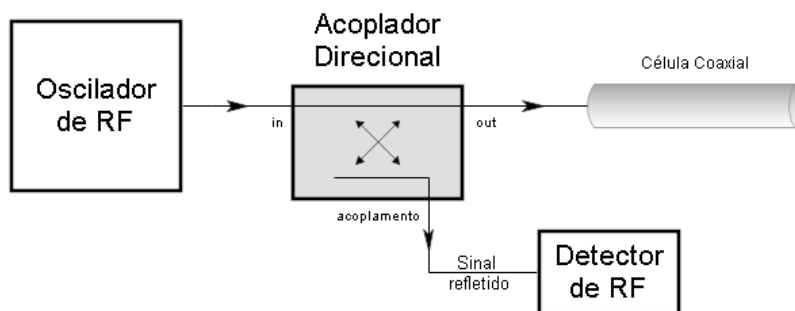 Acoplador
Direcional
Célula Coaxial
Oscilador
de RF
in
out
acoplamento
Sinal
refletido
Detector
de RF